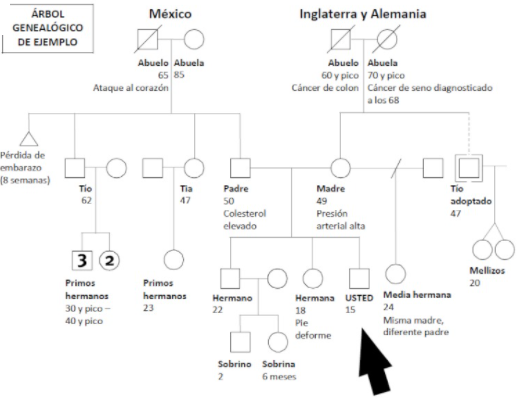 ÁRBOL
GENEALÓGICO
DE EJEMPLO
México
Inglaterra y Alemania
Abuelo
65
Ataque al corazón
Abuela
85
Abuelo
60 y pico
Cáncer de colon
Abuela
70 y pico
Cáncer de seno diagnosticado
a los 68
Pérdida de
embarazo
(8 semanas)
Tío
62
Tia
47
Padre
50
Colesterol
elevado
Madre
49
Presión
arterial alta
Tío
adoptado
47
3
2
Primos
hermanos
30 y pico –
40 y pico
Primos
hermanos
23
Hermano
22
Hermana
18
Pie
deforme
USTED
15
Media hermana
24
Misma madre,
diferente padre
Mellizos
20
Sobrino
2
Sobrina
6 meses